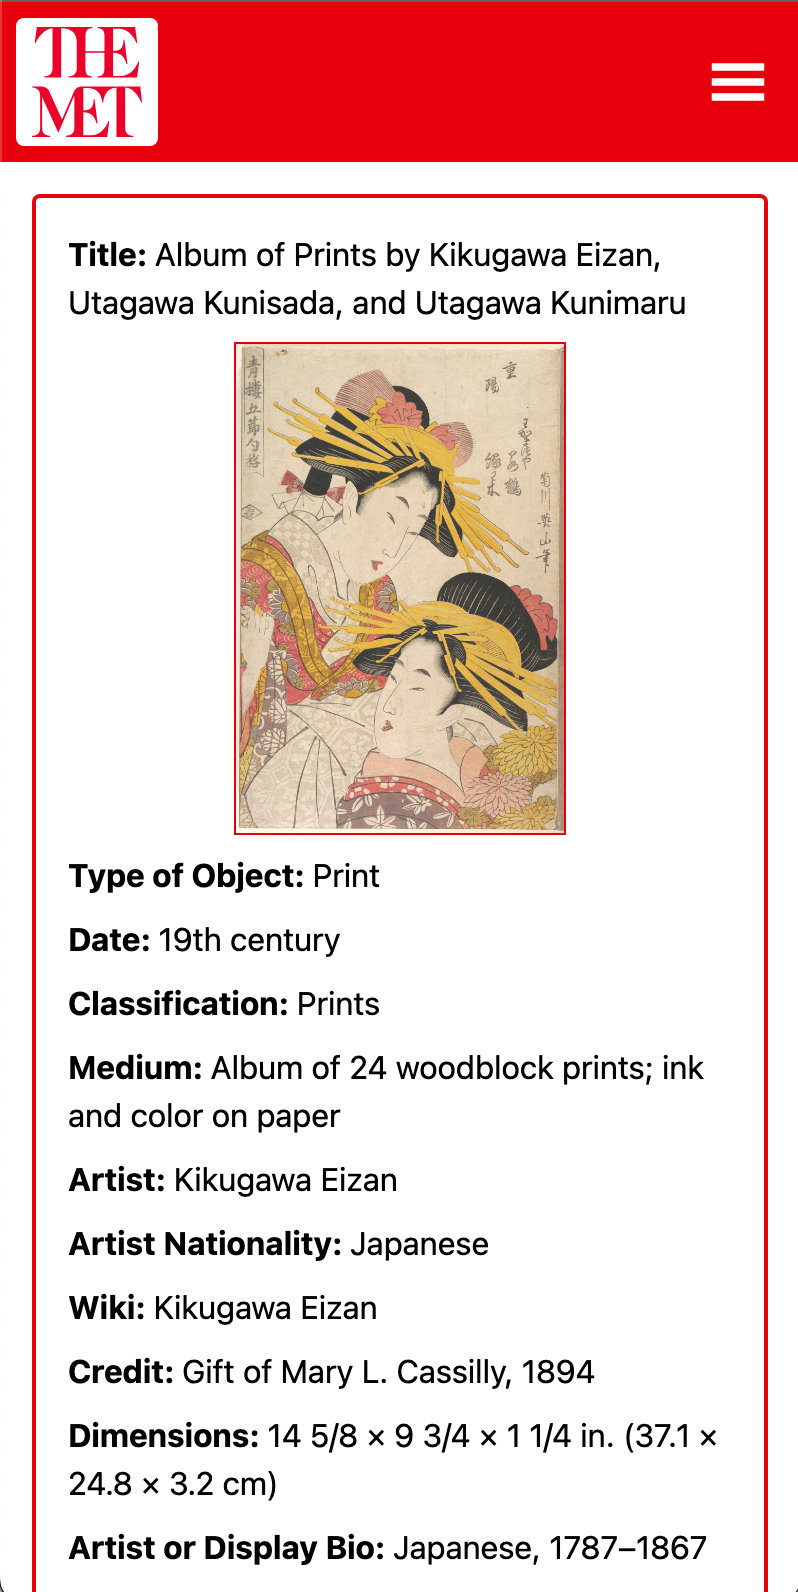 THE
MET
Title: Album of Prints by Kikugawa Eizan,
Utagawa Kunisada, and Utagawa Kunimaru
青樓五節句遊
重
陽
菊川英山筆
Type of Object: Print
Date: 19th century
Classification: Prints
Medium: Album of 24 woodblock prints; ink
and color on paper
Artist: Kikugawa Eizan
Artist Nationality: Japanese
Wiki: Kikugawa Eizan
Credit: Gift of Mary L. Cassilly, 1894
Dimensions: 14 5/8 × 9 3/4 × 1 1/4 in. (37.1 ×
24.8 × 3.2 cm)
Artist or Display Bio: Japanese, 1787–1867